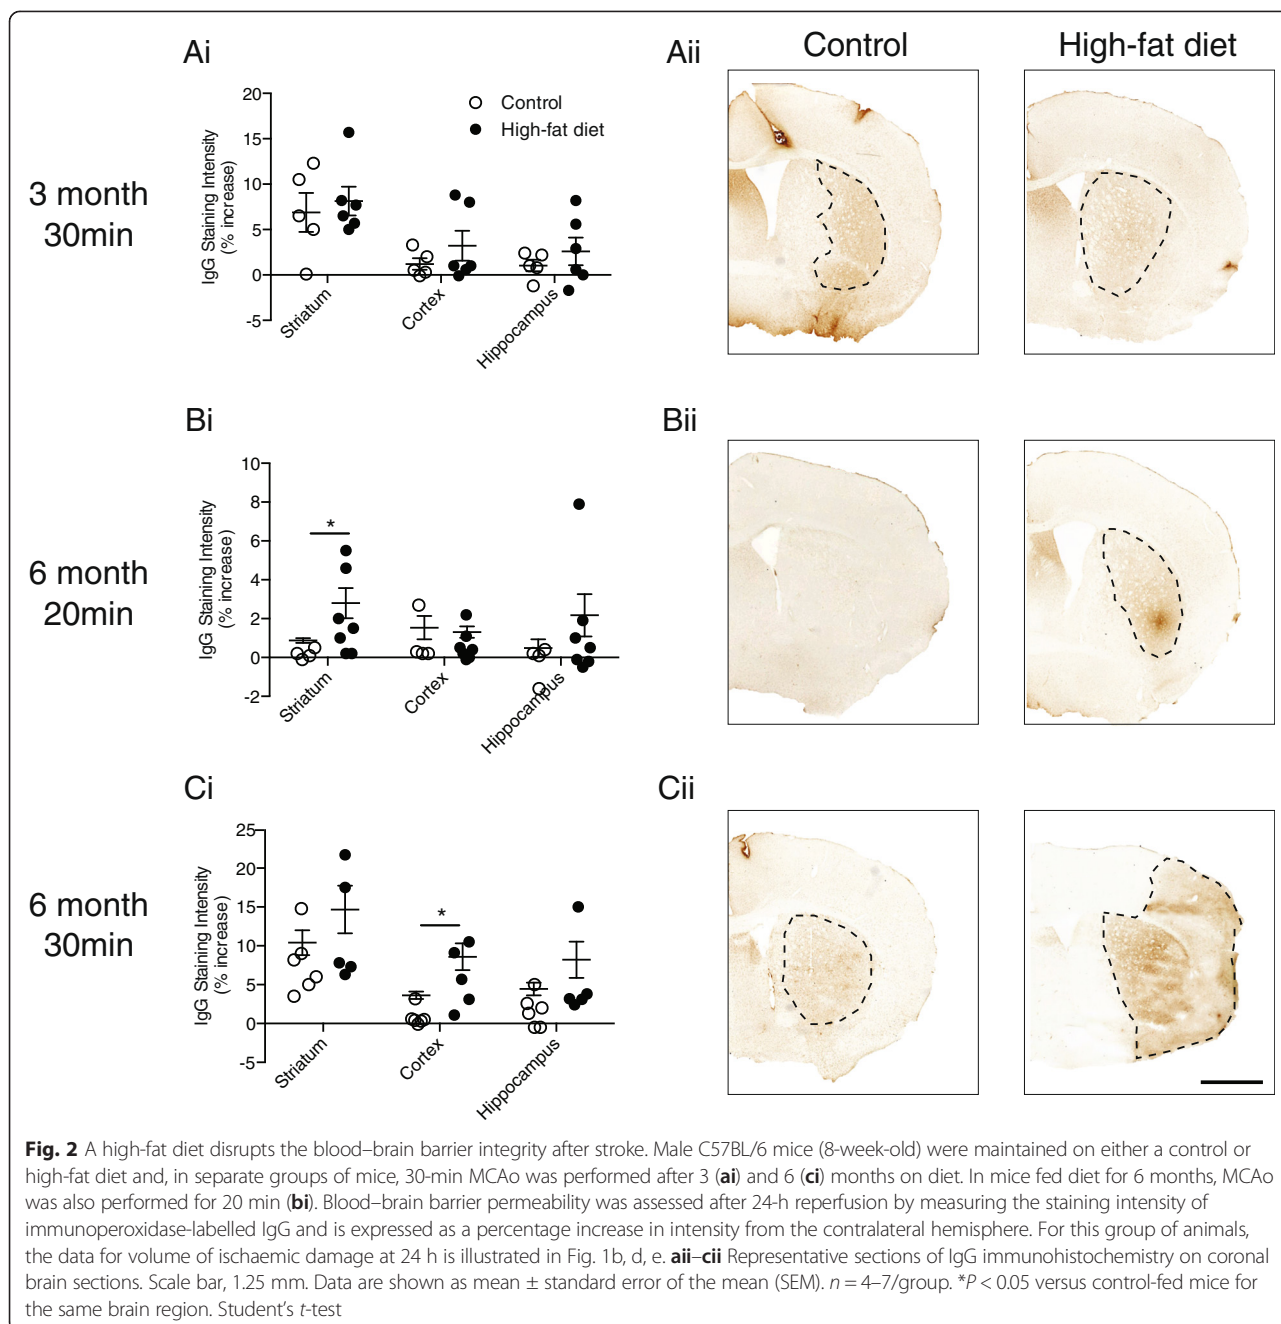 Ai
Aii
Control
High-fat diet
3 month
30min
IgG Staining Intensity
(% increase)
20
15
10
5
0
-5
Control
High-fat diet
Striatum
Cortex
Hippocampus
Bi
Bii
6 month
20min
IgG Staining Intensity
(% increase)
10
8
6
4
2
0
-2
*
Striatum
Cortex
Hippocampus
Ci
Cii
6 month
30min
IgG Staining Intensity
(% increase)
25
20
15
10
5
0
-5
*
Striatum
Cortex
Hippocampus
Fig. 2 A high-fat diet disrupts the blood–brain barrier integrity after stroke. Male C57BL/6 mice (8-week-old) were maintained on either a control or
high-fat diet and, in separate groups of mice, 30-min MCAo was performed after 3 (ai) and 6 (ci) months on diet. In mice fed diet for 6 months, MCAo
was also performed for 20 min (bi). Blood–brain barrier permeability was assessed after 24-h reperfusion by measuring the staining intensity of
immunoperoxidase-labelled IgG and is expressed as a percentage increase in intensity from the contralateral hemisphere. For this group of animals,
the data for volume of ischaemic damage at 24 h is illustrated in Fig. 1b, d, e. aii–cii Representative sections of IgG immunohistochemistry on coronal
brain sections. Scale bar, 1.25 mm. Data are shown as mean ± standard error of the mean (SEM). n = 4–7/group. *P < 0.05 versus control-fed mice for
the same brain region. Student's t-test